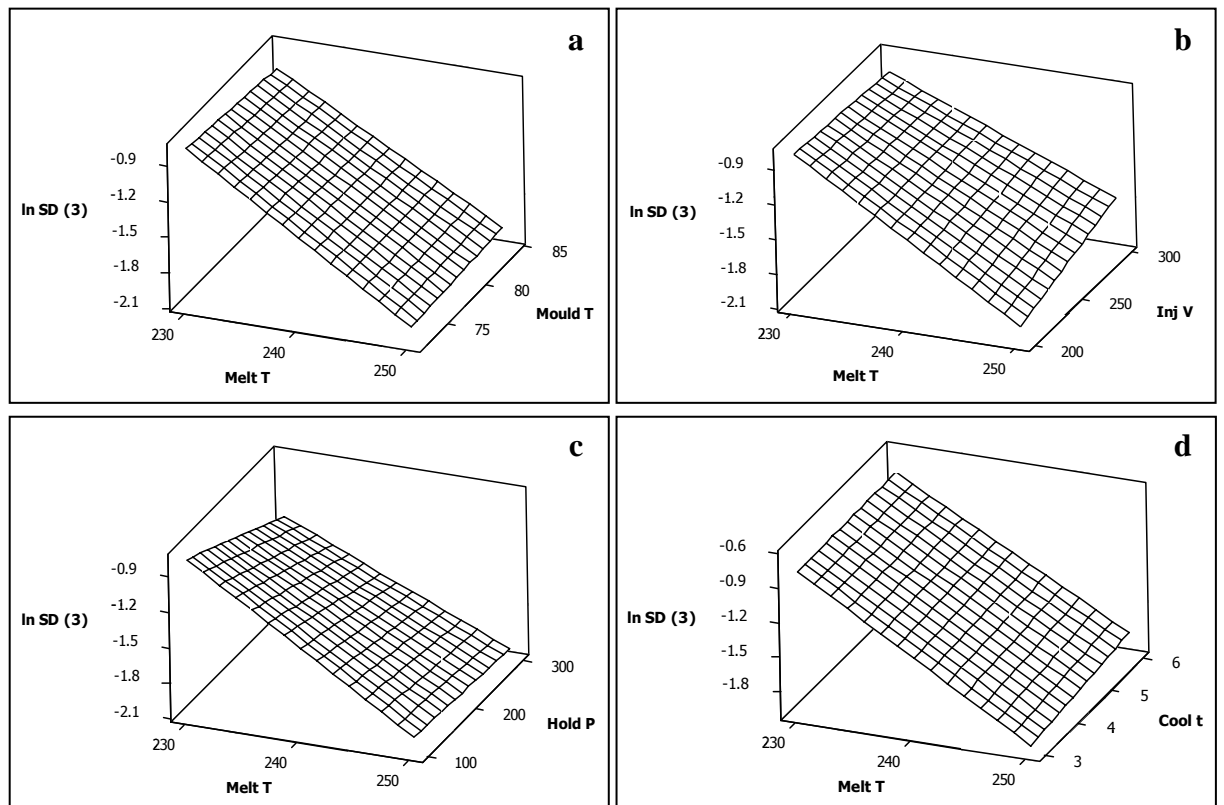 a
-0.9
-1.2
ln SD (3)
-1.5
-1.8
-2.1
230
240
250
Melt T
75
80
85
Mould T
b
-0.9
-1.2
ln SD (3)
-1.5
-1.8
-2.1
230
240
250
Melt T
200
250
300
Inj V
c
-0.9
-1.2
ln SD (3)
-1.5
-1.8
-2.1
230
240
250
Melt T
100
200
300
Hold P
d
-0.6
-0.9
-1.2
ln SD (3)
-1.5
-1.8
230
240
250
Melt T
3
4
5
6
Cool t